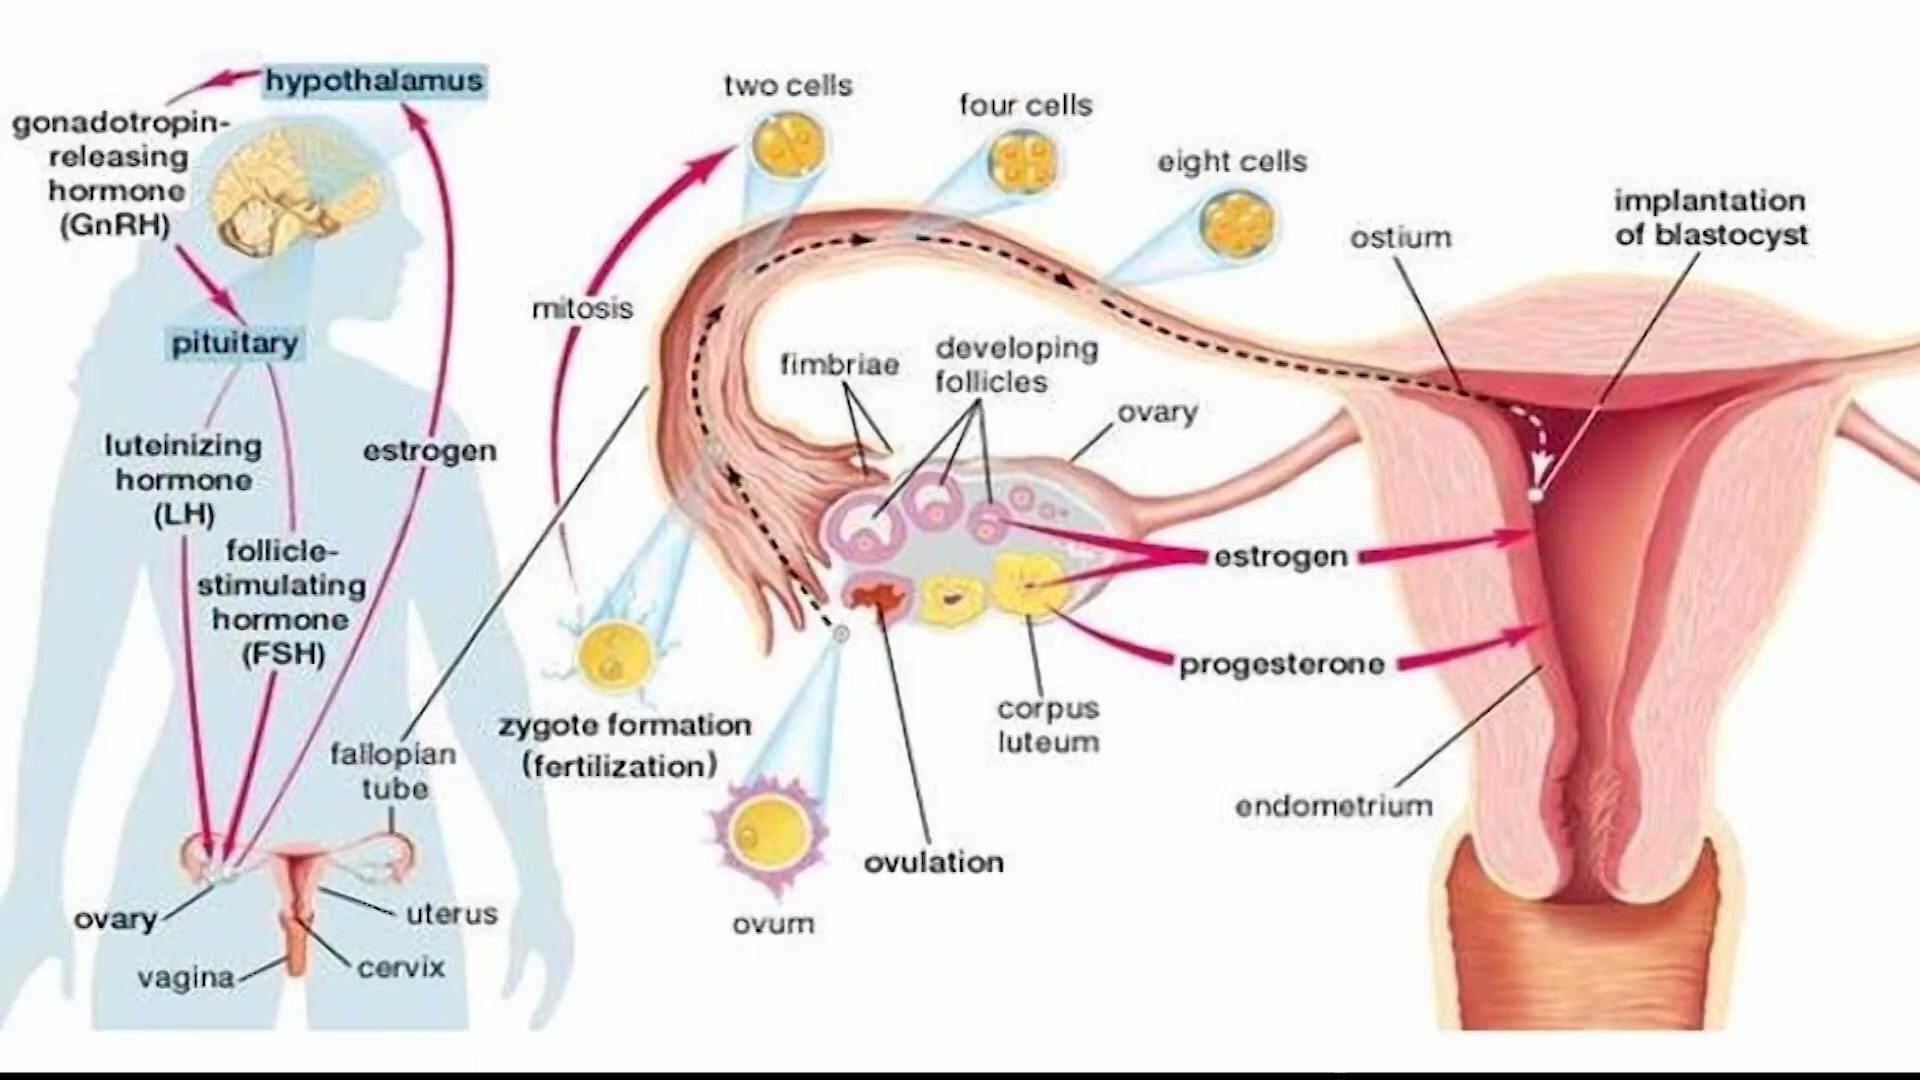 hypothalamus
gonadotropin-
releasing
hormone
(GnRH)
pituitary
luteinizing
hormone
(LH)
estrogen
follicle-
stimulating
hormone
(FSH)
fallopian
tube
ovary
uterus
vagina
cervix
two cells
four cells
eight cells
mitosis
fimbriae
developing
follicles
ovary
ostium
implantation
of blastocyst
estrogen
progesterone
zygote formation
(fertilization)
corpus
luteum
endometrium
ovulation
ovum